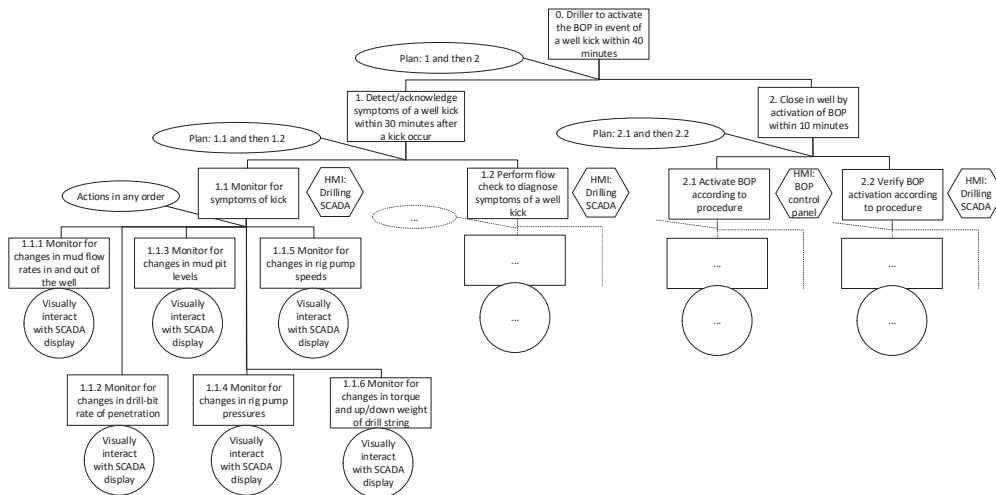 0. Driller to activate
the BOP in event of
a well kick within 40
minutes
Plan: 1 and then 2
1. Detect/acknowledge
symptoms of a well kick
within 30 minutes after
a kick occur
2. Close in well by
activation of BOP
within 10 minutes
Plan: 1.1 and then 1.2
Plan: 2.1 and then 2.2
Actions in any
order
1.1 Monitor for
symptoms of kick
HMI:
Drilling
SCADA
1.2 Perform flow
check to diagnose
symptoms of a well
kick
HMI:
Drilling
SCADA
2.1 Activate BOP
according to
procedure
HMI:
BOP
control
panel
2.2 Verify BOP
activation according
to procedure
HMI:
Drilling
SCADA
...
1.1.1 Monitor for
changes in mud flow
rates in and out of
the well
1.1.3 Monitor for
changes in mud pit
levels
1.1.5 Monitor for
changes in rig pump
speeds
...
...
...
Visually
interact
with SCADA
display
Visually
interact
with SCADA
display
Visually
interact
with SCADA
display
...
...
...
1.1.2 Monitor for
changes in drill-bit
rate of penetration
1.1.4 Monitor for
changes in rig pump
pressures
1.1.6 Monitor for
changes in torque
and up/down weight
of drill string
Visually
interact
with SCADA
display
Visually
interact
with SCADA
display
Visually
interact
with SCADA
display